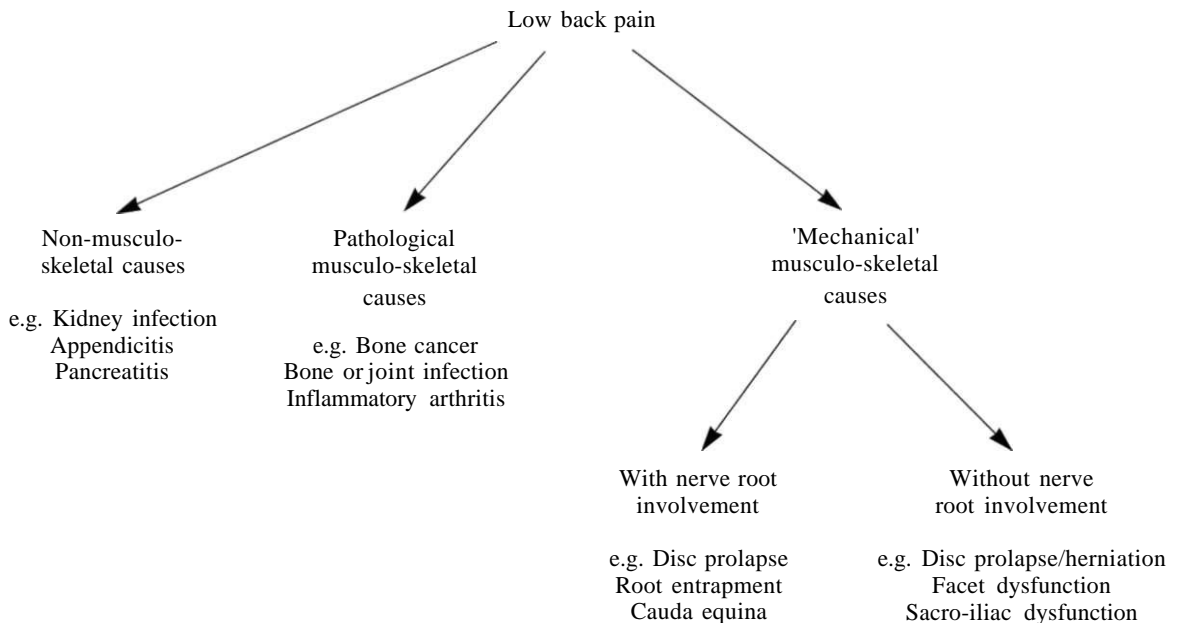 Low back pain
Non-musculo-
skeletal causes
e.g. Kidney infection
Appendicitis
Pancreatitis
Pathological
musculo-skeletal
causes
e.g. Bone cancer
Bone or joint infection
Inflammatory arthritis
'Mechanical'
musculo-skeletal
causes
With nerve root
involvement
e.g. Disc prolapse
Root entrapment
Cauda equina
Without nerve
root involvement
e.g. Disc prolapse/herniation
Facet dysfunction
Sacro-iliac dysfunction